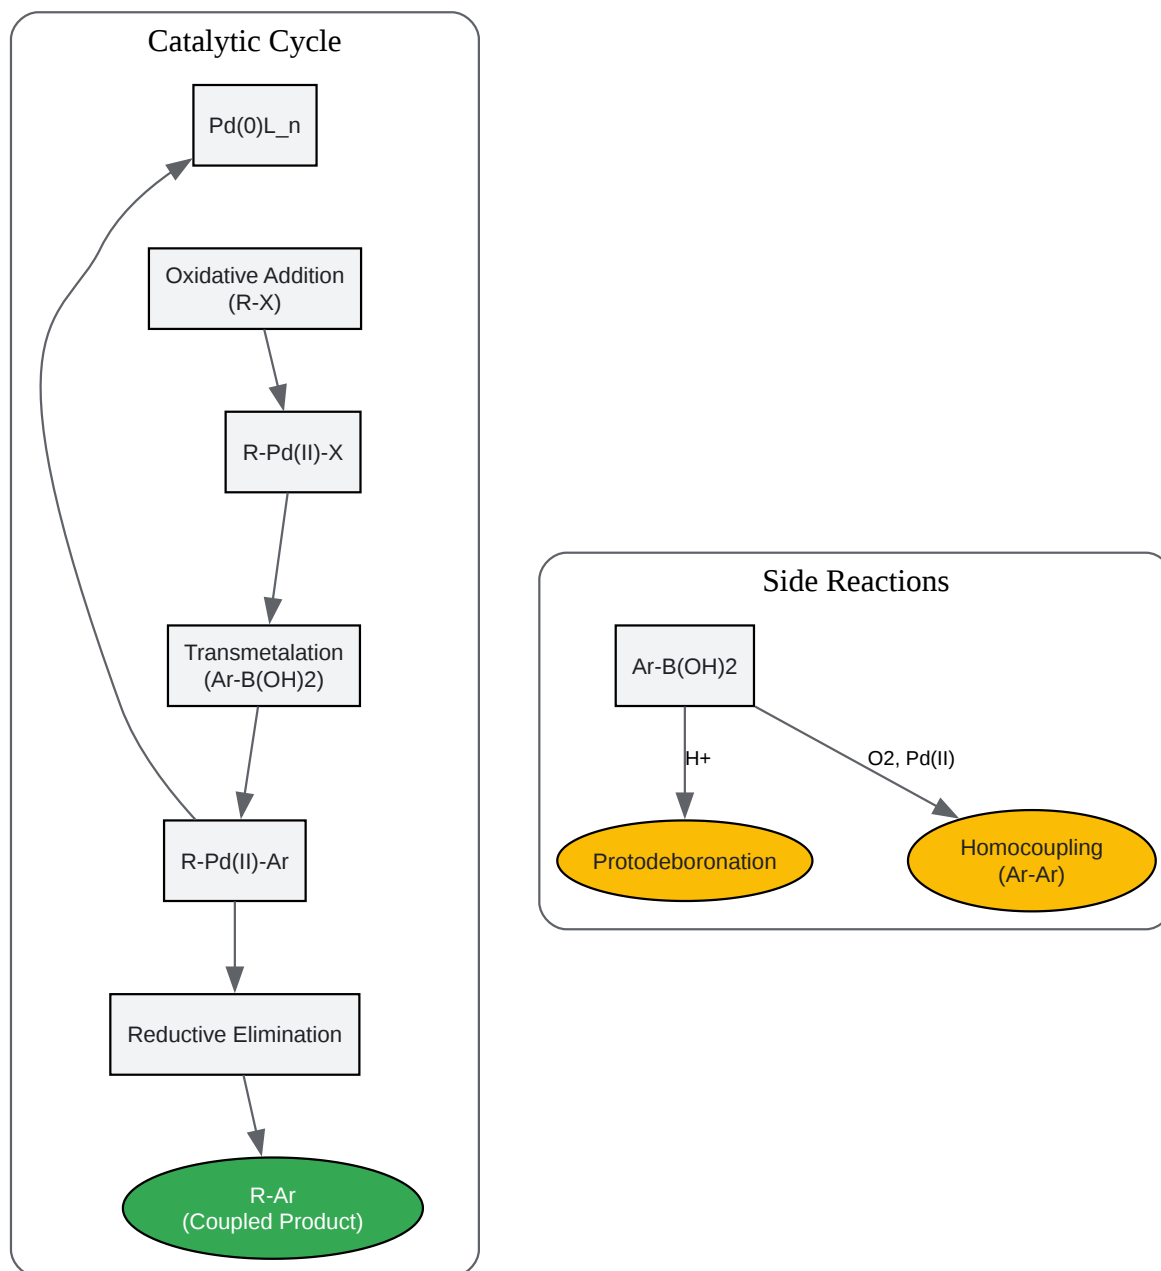 Catalytic Cycle
Pd(0)L_n
Oxidative Addition
(R-X)
R-Pd(II)-X
Transmetalation
(Ar-B(OH)2)
R-Pd(II)-Ar
Reductive Elimination
R-Ar
(Coupled Product)
Side Reactions
Ar-B(OH)2
H+
O2, Pd(II)
Protodeboronation
Homocoupling
(Ar-Ar)